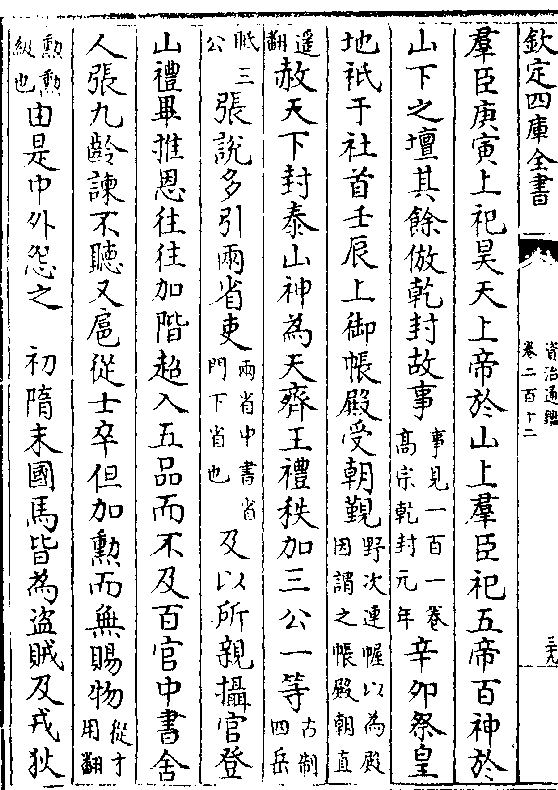 欽定四庫全書
資治通鑑
卷二百十二
三九
羣臣庚寅上祀昊天上帝於山上羣臣祀五帝百神於
山下之壇其餘倣乾封故事
事見一百一卷
高宗乾封元年
辛卯祭皇
地祇于社首壬辰上御帳殿受朝覲
野次連幄以為殿
因謂之帳殿朝直
遥翻
赦天下封泰山神為天齊王禮秩加三公一等
古制
四岳
眡三
公
張說多引兩省吏
兩省中書省
門下省也
及以所親攝官登
山禮畢推恩往往加階超入五品而不及百官中書舍
人張九齡諫不聽又扈從士卒但加勲而無賜物
從才
用翻
勲勲
級也
由是中外怨之 初隋末國馬皆為盗賊及戎狄